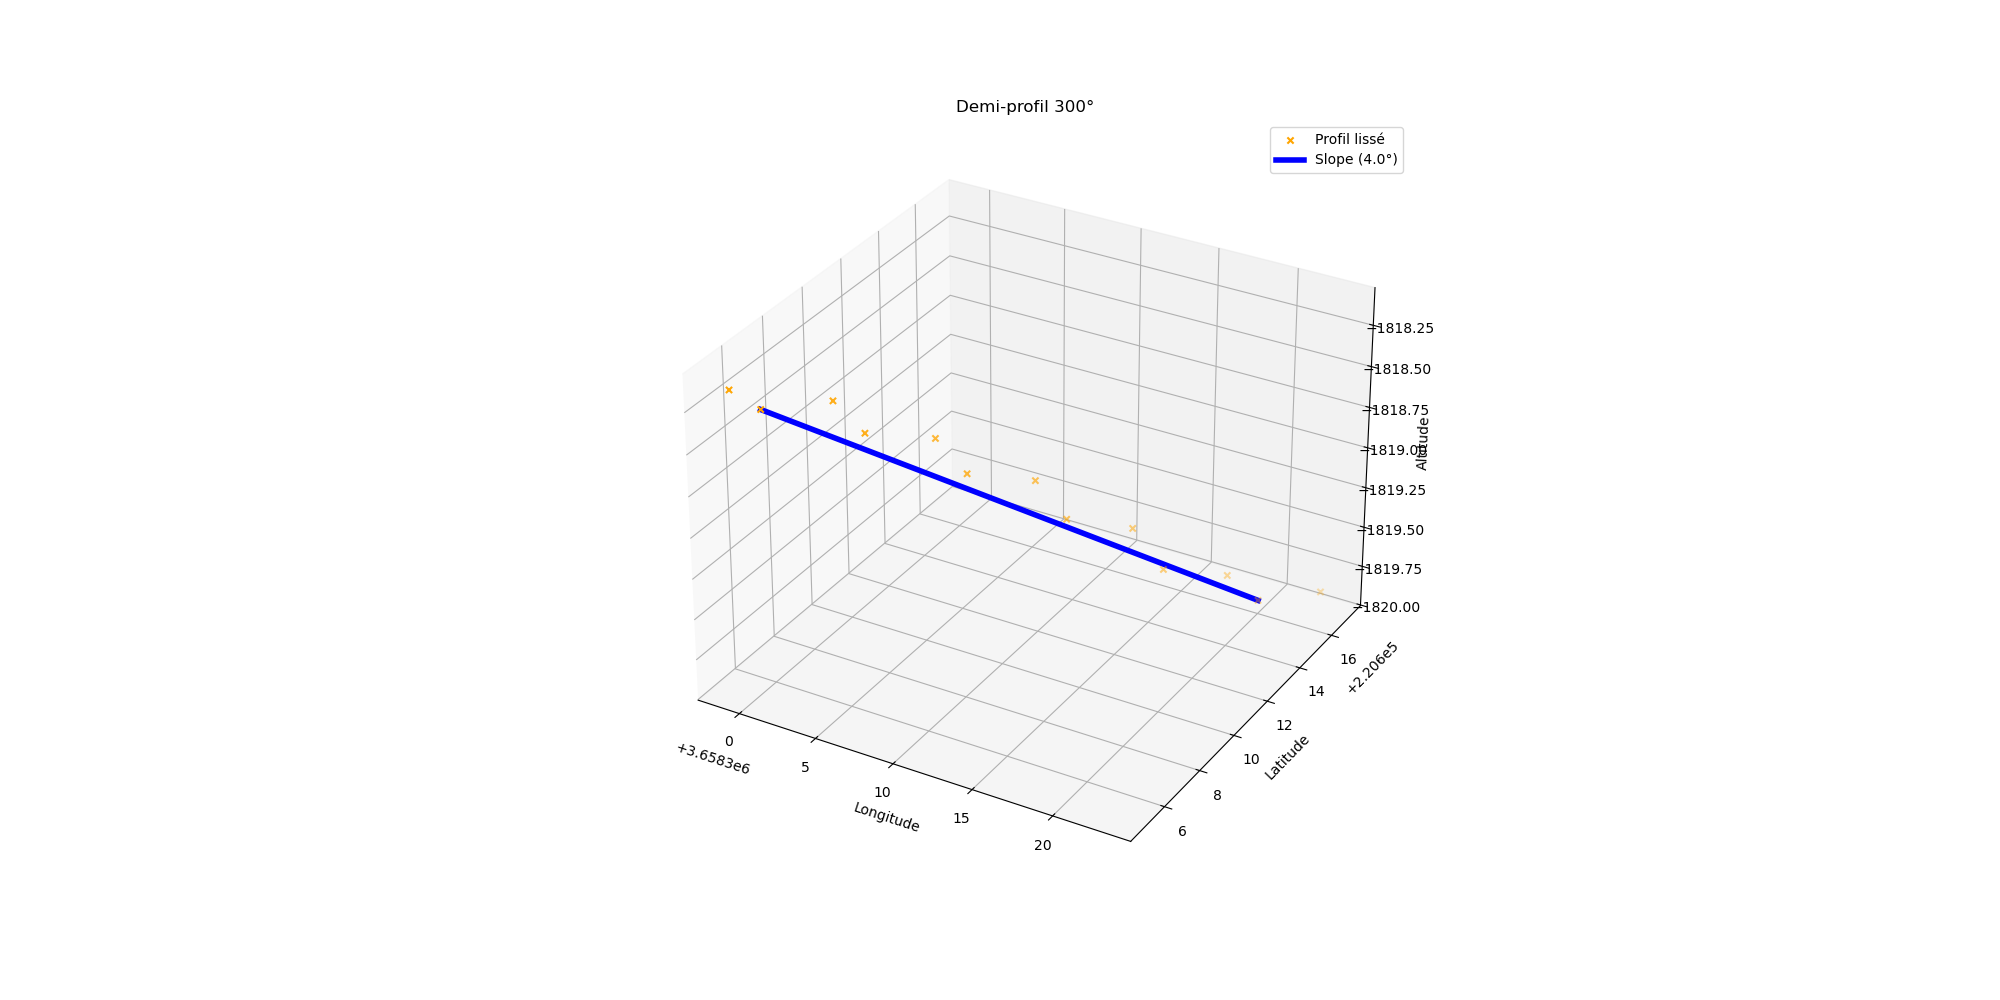 Demi-profil 300°
Profil lissé
Slope (4.0°)
−1818.25
−1818.50
−1818.75
−1819.00
Altitude
−1819.25
−1819.50
−1819.75
−1820.00
16
+2.206e5
14
12
10
Latitude
8
6
0
+3.6583e6
5
10
Longitude
15
20